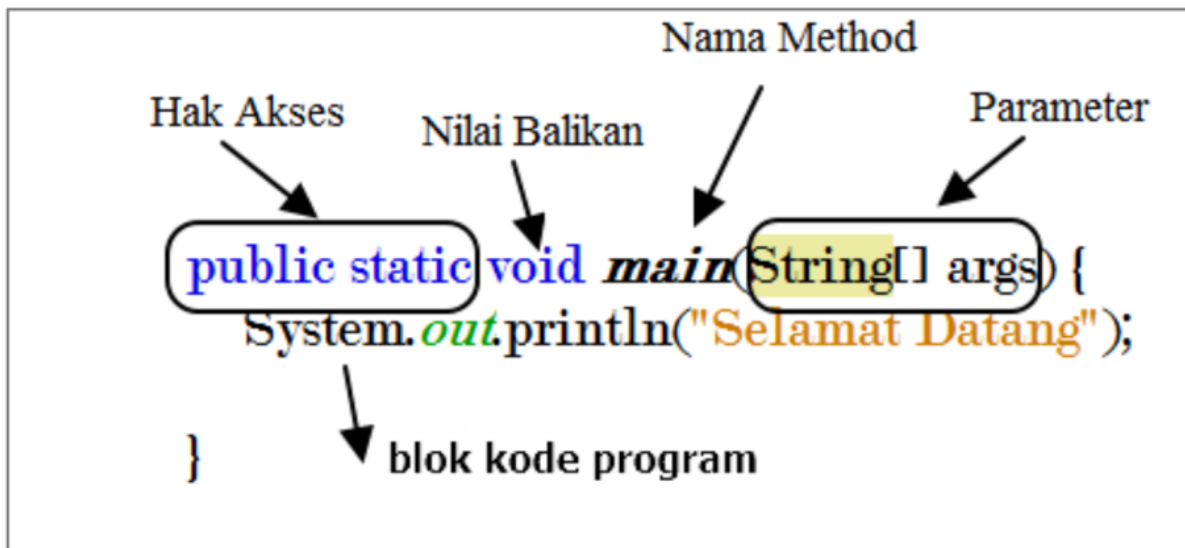 Nama Method
Hak Akses
Nilai Balikan
Parameter
public static void main(String[] args) {
System.out.println("Selamat Datang");
}
blok kode program